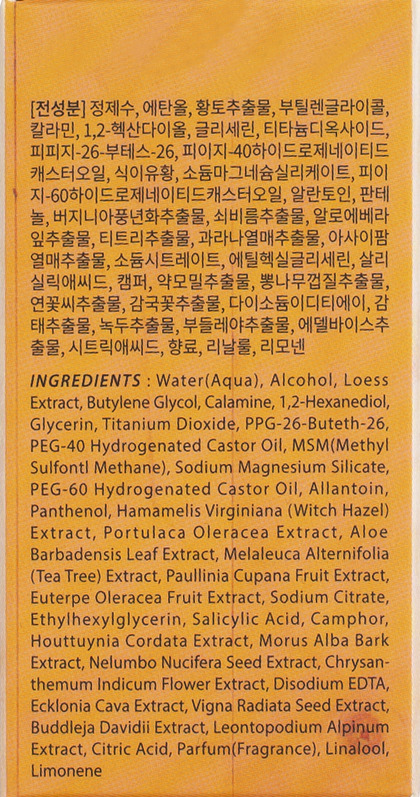 [전성분] 정제수, 에탄올, 황토추출물, 부틸렌글라이콜,
칼라민, 1,2-헥산다이올, 글리세린, 티타늄디옥사이드,
피피지-26-부테스-26, 피이지-40하이드로제네이티드
캐스터오일, 식이유황, 소듐마그네슘실리케이트, 피이
지-60하이드로제네이티드캐스터오일, 알란토인, 판테
놀, 버지니아풍년화추출물, 쇠비름추출물, 알로에베라
잎추출물, 티트리추출물, 과라나열매추출물, 아사이팜
열매추출물, 소듐시트레이트, 에틸헥실글리세린, 살리
실릭애씨드, 캠퍼, 약모밀추출물, 뽕나무껍질추출물,
연꽃씨추출물, 감국꽃추출물, 다이소듐이디티에이, 감
태추출물, 녹두추출물, 부들레야추출물, 에델바이스추
출물, 시트릭애씨드, 향료, 리날룰, 리모넨
INGREDIENTS : Water(Aqua), Alcohol, Loess
Extract, Butylene Glycol, Calamine, 1,2-Hexanediol,
Glycerin, Titanium Dioxide, PPG-26-Buteth-26,
PEG-40 Hydrogenated Castor Oil, MSM(Methyl
Sulfontl Methane), Sodium Magnesium Silicate,
PEG-60 Hydrogenated Castor Oil, Allantoin,
Panthenol, Hamamelis Virginiana (Witch Hazel)
Extract, Portulaca Oleracea Extract, Aloe
Barbadensis Leaf Extract, Melaleuca Alternifolia
(Tea Tree) Extract, Paullinia Cupana Fruit Extract,
Euterpe Oleracea Fruit Extract, Sodium Citrate,
Ethylhexylglycerin, Salicylic Acid, Camphor,
Houttuynia Cordata Extract, Morus Alba Bark
Extract, Nelumbo Nucifera Seed Extract, Chrysan-
themum Indicum Flower Extract, Disodium EDTA,
Ecklonia Cava Extract, Vigna Radiata Seed Extract,
Buddleja Davidii Extract, Leontopodium Alpinum
Extract, Citric Acid, Parfum(Fragrance), Linalool,
Limonene